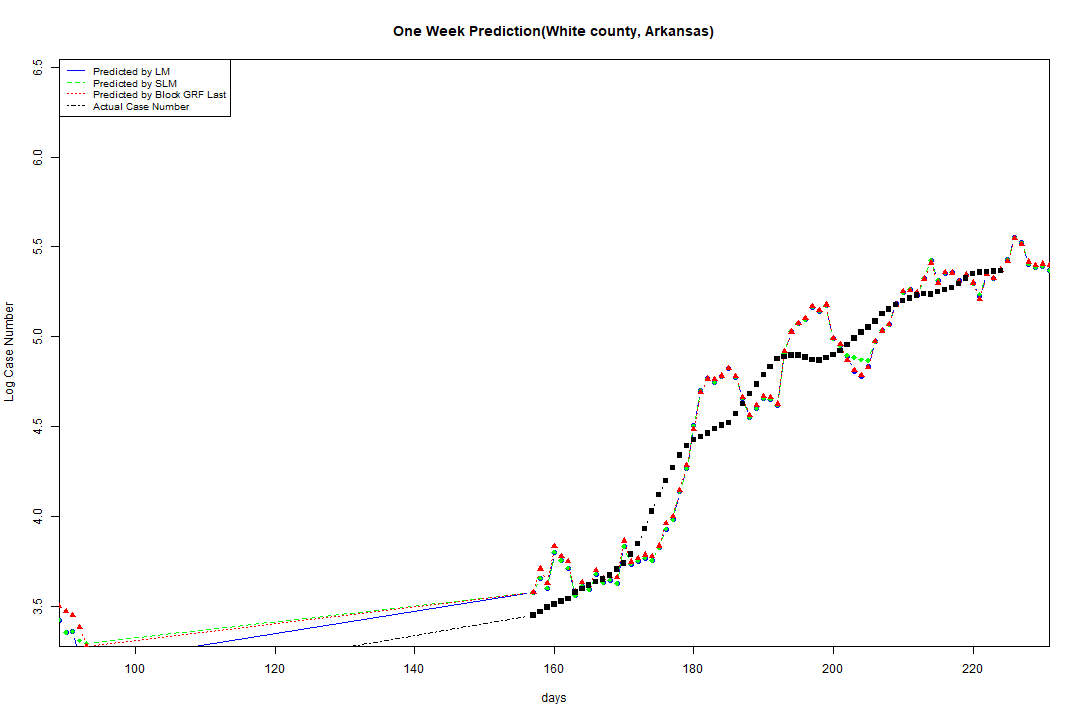 One Week Prediction(White county, Arkansas)
Predicted by LM
Predicted by SLM
Predicted by Block GRF Last
Actual Case Number
6.5
6.0
5.5
5.0
4.5
4.0
3.5
Log Case Number
100 120 140 160 180 200 220
days